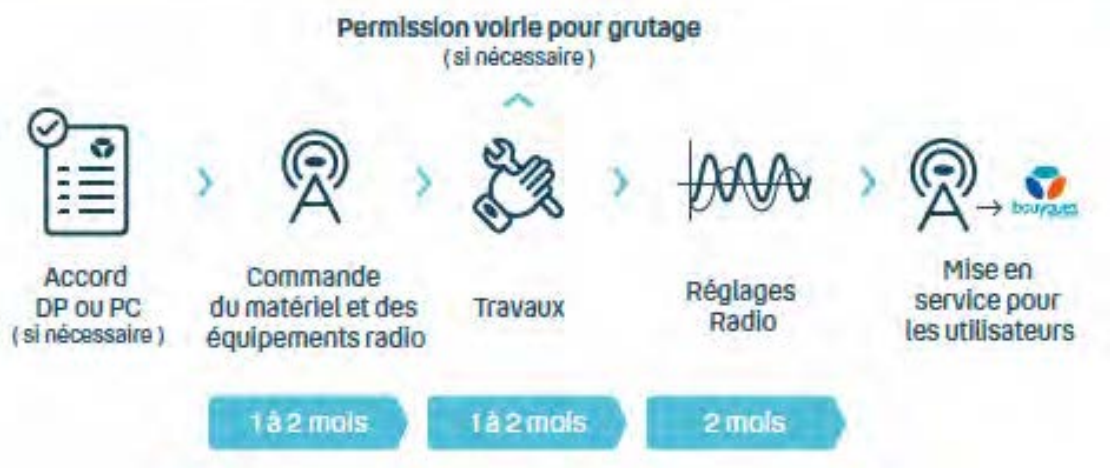 Permission voirie pour grutage
( si nécessaire )
Accord
DP ou PC
( si nécessaire )
Commande
du matériel et des
équipements radio
Travaux
Réglages
Radio
bouygues
Mise en
service pour
les utilisateurs
1 à 2 mois
1 à 2 mois
2 mois